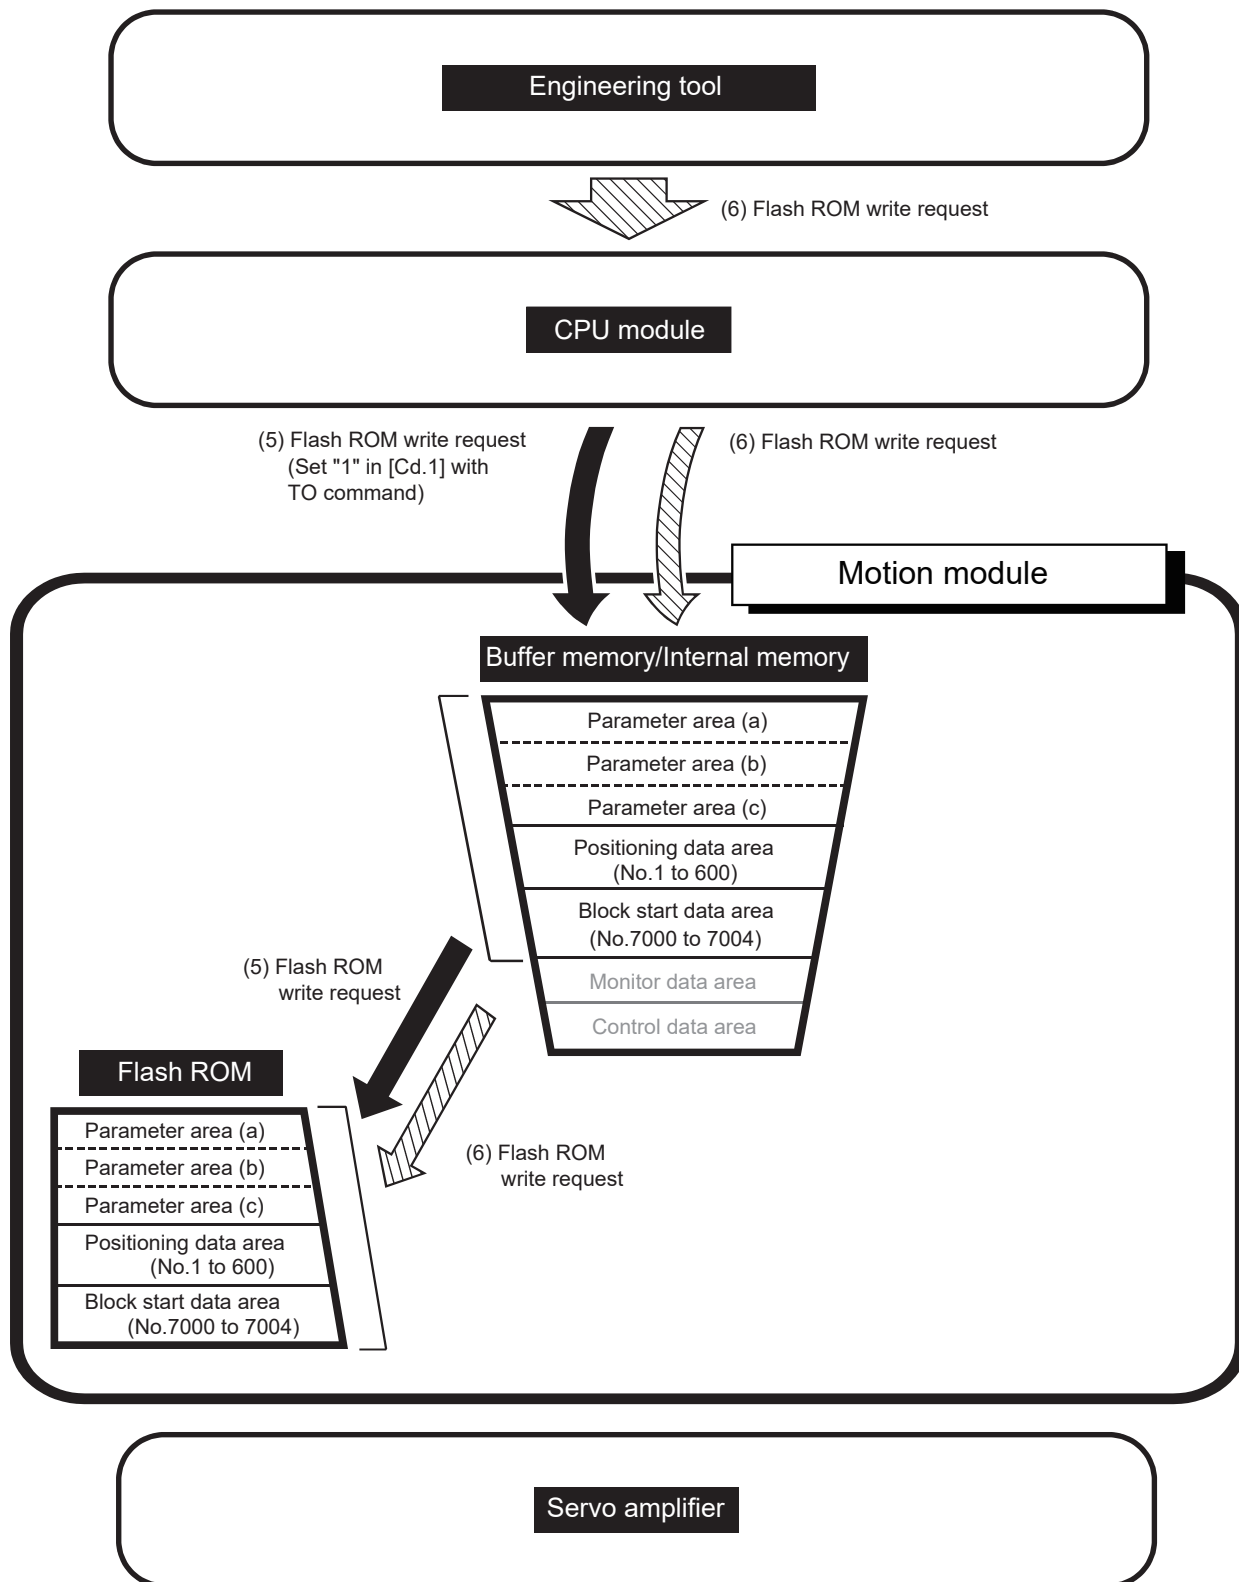 Engineering tool
(6) Flash ROM write request
CPU module
(5) Flash ROM write request
(Set "1" in [Cd.1] with
TO command)
(6) Flash ROM write request
Motion module
Buffer memory/Internal memory
Parameter area (a)
Parameter area (b)
Parameter area (c)
Positioning data area
(No.1 to 600)
Block start data area
(No.7000 to 7004)
Monitor data area
Control data area
(5) Flash ROM
write request
Flash ROM
Parameter area (a)
Parameter area (b)
Parameter area (c)
Positioning data area
(No.1 to 600)
Block start data area
(No.7000 to 7004)
(6) Flash ROM
write request
Servo amplifier